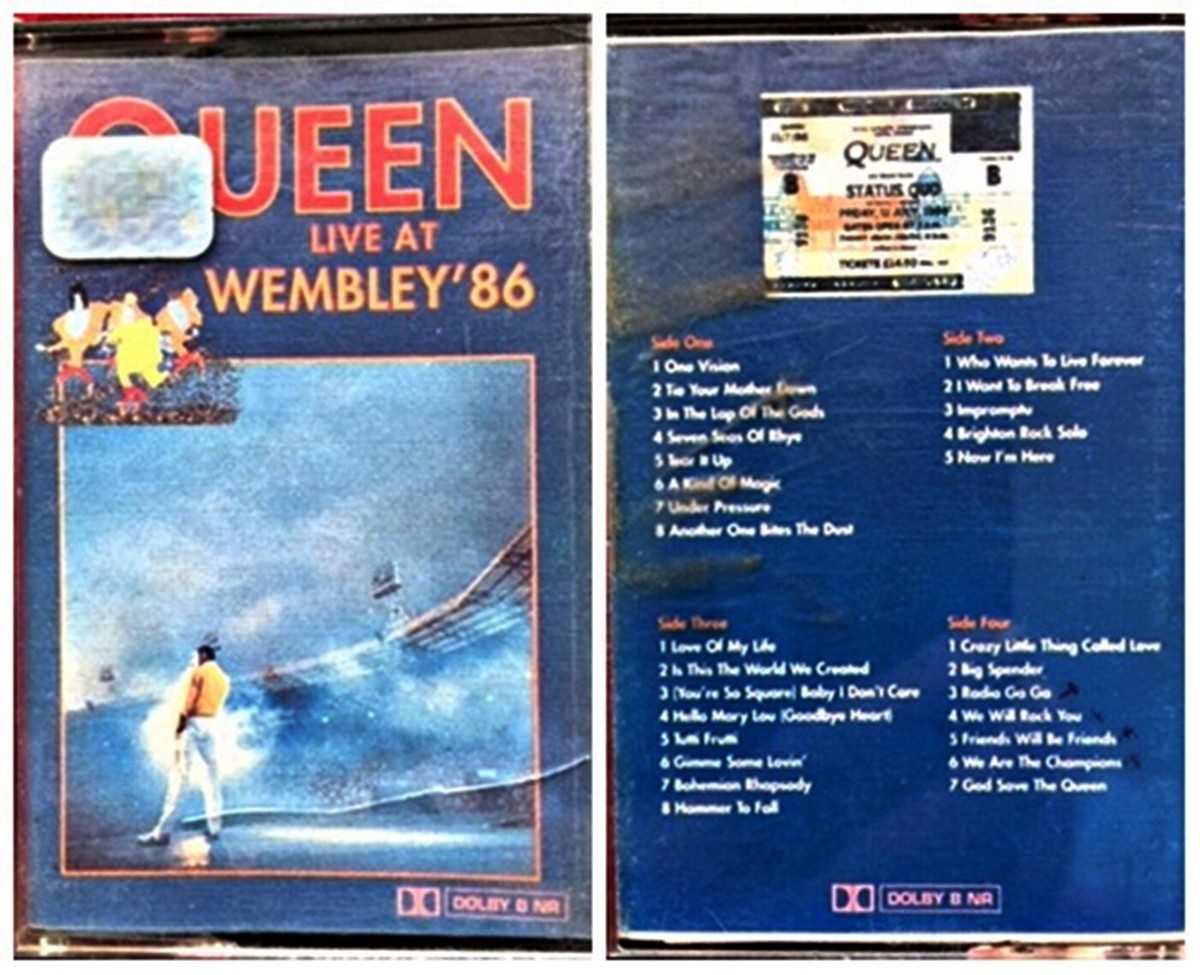 QUEEN
LIVE AT
WEMBLEY'86
DOLBY B NR
QUEEN
STATUS QUO
B
B
9136
9136
Side One
1 One Vision
2 Tie Your Mother Down
3 In The Lap Of The Gods
4 Seven Seas Of Rhye
5 Tear It Up
6 A Kind Of Magic
7 Under Pressure
8 Another One Bites The Dust
Side Two
1 Who Wants To Live Forever
2 I Want To Break Free
3 Impromptu
4 Brighton Rock Solo
5 Now I'm Here
Side Three
1 Love Of My Life
2 Is This The World We Created
3 (You're So Square) Baby I Don't Care
4 Hello Mary Lou (Goodbye Heart)
5 Tutti Frutti
6 Gimme Some Lovin'
7 Bohemian Rhapsody
8 Hammer To Fall
Side Four
1 Crazy Little Thing Called Love
2 Big Spender
3 Radio Ga Ga
4 We Will Rock You
5 Friends Will Be Friends
6 We Are The Champions
7 God Save The Queen
DOLBY B NR